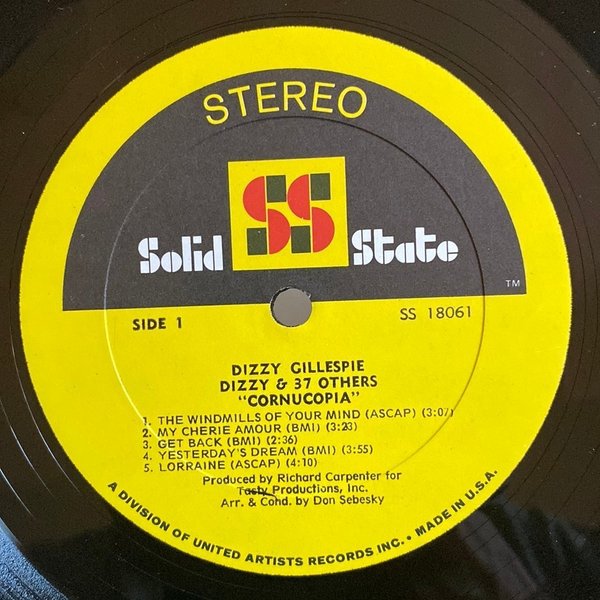 STEREO
SS
Solid State
TM
SIDE 1
SS 18061
DIZZY GILLESPIE
DIZZY & 37 OTHERS
"CORNUCOPIA"
1. THE WINDMILLS OF YOUR MIND (ASCAP) (3:07)
2. MY CHERIE AMOUR (BMI) (3:23)
3. GET BACK (BMI) (2:36)
4. YESTERDAY'S DREAM (BMI) (3:55)
5. LORRAINE (ASCAP) (4:10)
Produced by Richard Carpenter for
Tasty Productions, Inc.
Arr. & Cond. by Don Sebesky
A DIVISION OF UNITED ARTISTS RECORDS INC. • MADE IN U.S.A.